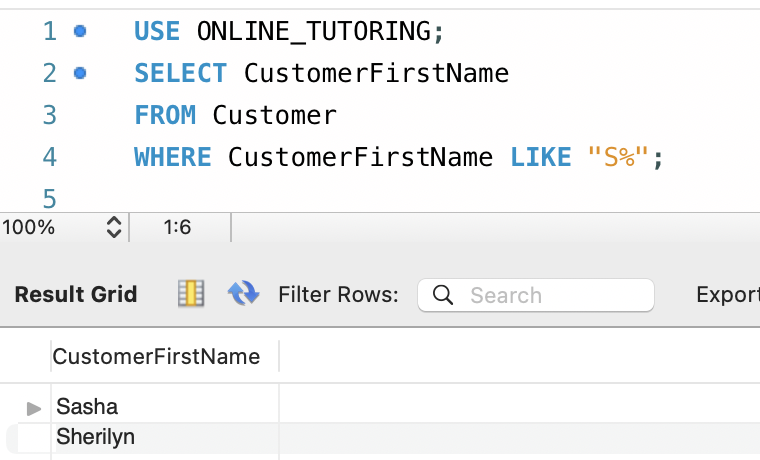 1 USE ONLINE_TUTORING;
2 SELECT CustomerFirstName
3 FROM Customer
4 WHERE CustomerFirstName LIKE "S%";
5
100% 1:6
Result Grid Filter Rows: Search Export
CustomerFirstName
Sasha
Sherilyn